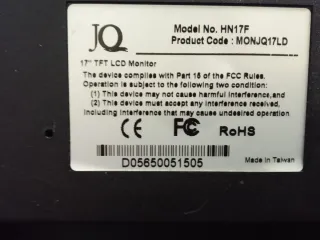 JQ
Model No. HN17F
Product Code : MONJQ17LD
17" TFT LCD Monitor
The device complies with Part 15 of the FCC Rules.
Operation is subject to the following two condition:
(1) This device may not cause harmful interference,and
(2) This device must accept any interference received,
Including interference that may cause undesired operation
CE FC RoHS
D05650051505
Made in Taiwan